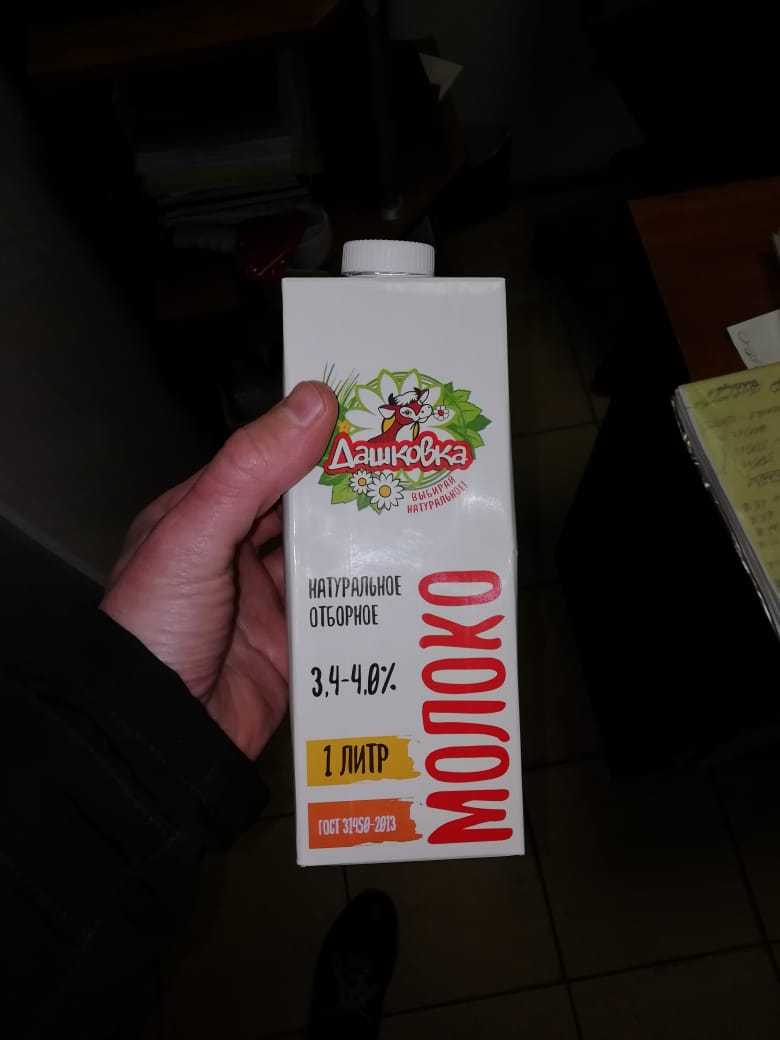 Дашковка
ВЫБИРАЙ
НАТУРАЛЬНОЕ!
НАТУРАЛЬНОЕ
ОТБОРНОЕ
3,4-4,0%
1 ЛИТР
ГОСТ 31450-2013
МОЛОКО